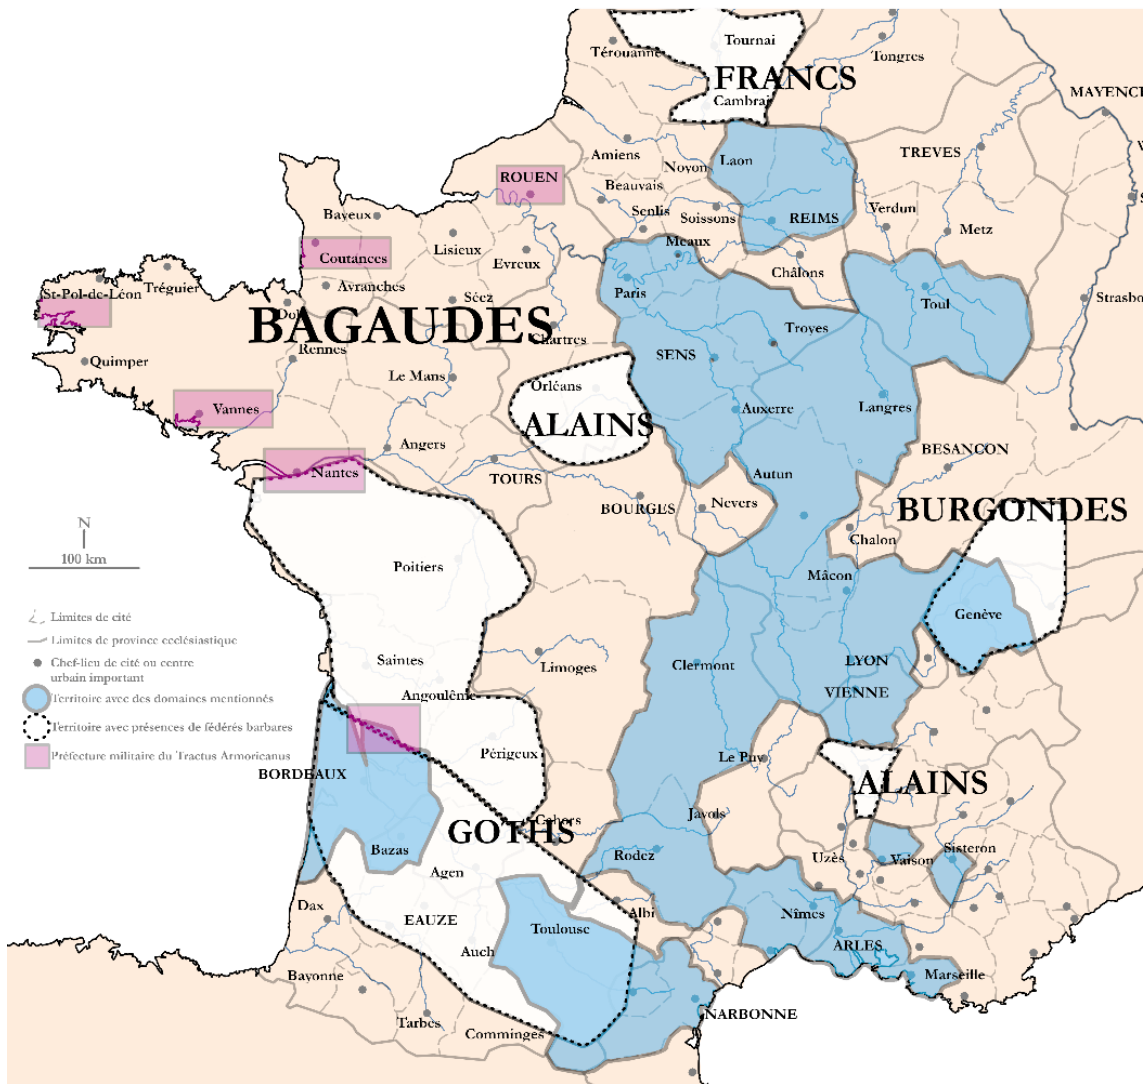 Tournai
Térouanne
Tongres
FRANCS
MAYENCE
Cambrai
Amiens
TREVES
Noyon
Laon
ROUEN
Beauvais
Senlis
Soissons
REIMS
Verdun
Bayeux
Metz
Lisieux
Meaux
Evreux
Coutances
Châlons
Avranches
St-Pol-de-Léon
Tréguier
Paris
Séez
Toul
Strasbo
Dol
BAGAUDES
Troyes
Chartres
Rennes
SENS
Quimper
Le Mans
Orléans
Vannes
Auxerre
Langres
ALAINS
Angers
BESANCON
Nantes
TOURS
Autun
BOURGES
Nevers
BURGONDES
N
Chalon
100 km
Poitiers
Mâcon
Limites de cité
Genève
Limites de province ecclésiastique
Saintes
Limoges
Clermont
LYON
Chef-lieu de cité ou centre
urbain important
VIENNE
Angoulême
Territoire avec des domaines mentionnés
Territoire avec présences de fédérés barbares
Périgeux
Le Puy
Préfecture militaire du Tractus Armoricanus
BORDEAUX
ALAINS
Javols
Cahors
GOTHS
Bazas
Rodez
Uzès
Vaison
Sisteron
Agen
Dax
EAUZE
Albi
Nîmes
Toulouse
Auch
ARLES
Bayonne
Marseille
NARBONNE
Tarbes
Comminges